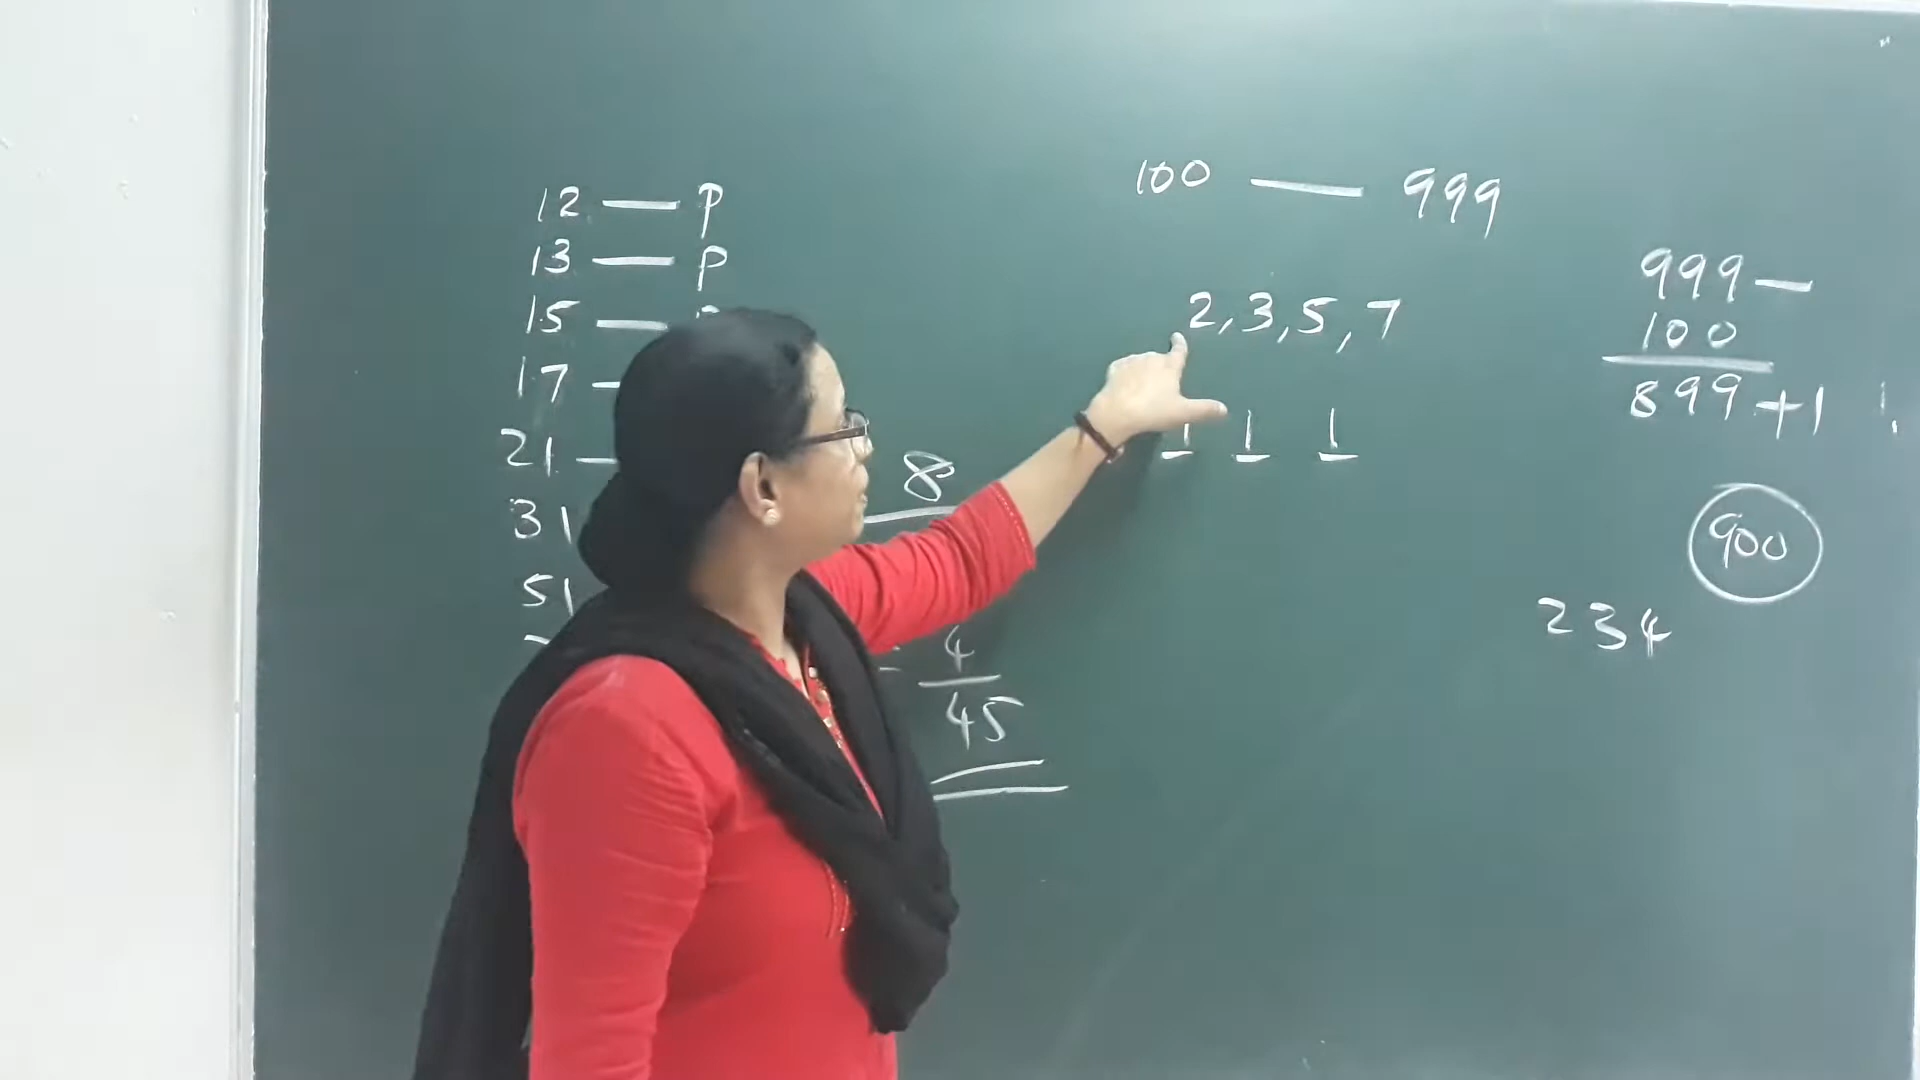 12 — P
13 — P
15 —
17 —
21 —
31
51
8
4
45
100 — 999
2, 3, 5, 7
1 1 1
999 —
100
899 + 1
900
234